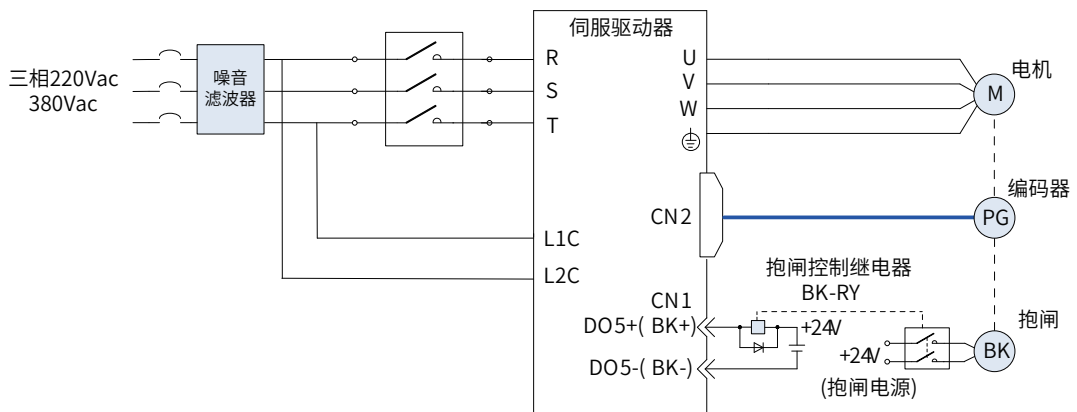 伺服驱动器
三相220Vac
380Vac
噪音
滤波器
R
S
T
U
V
W
电机
M
CN2
编码器
PG
L1C
L2C
CN1
DO5+( BK+)
DO5-( BK-)
抱闸控制继电器
BK-RY
+24V
+24V
(抱闸电源)
抱闸
BK